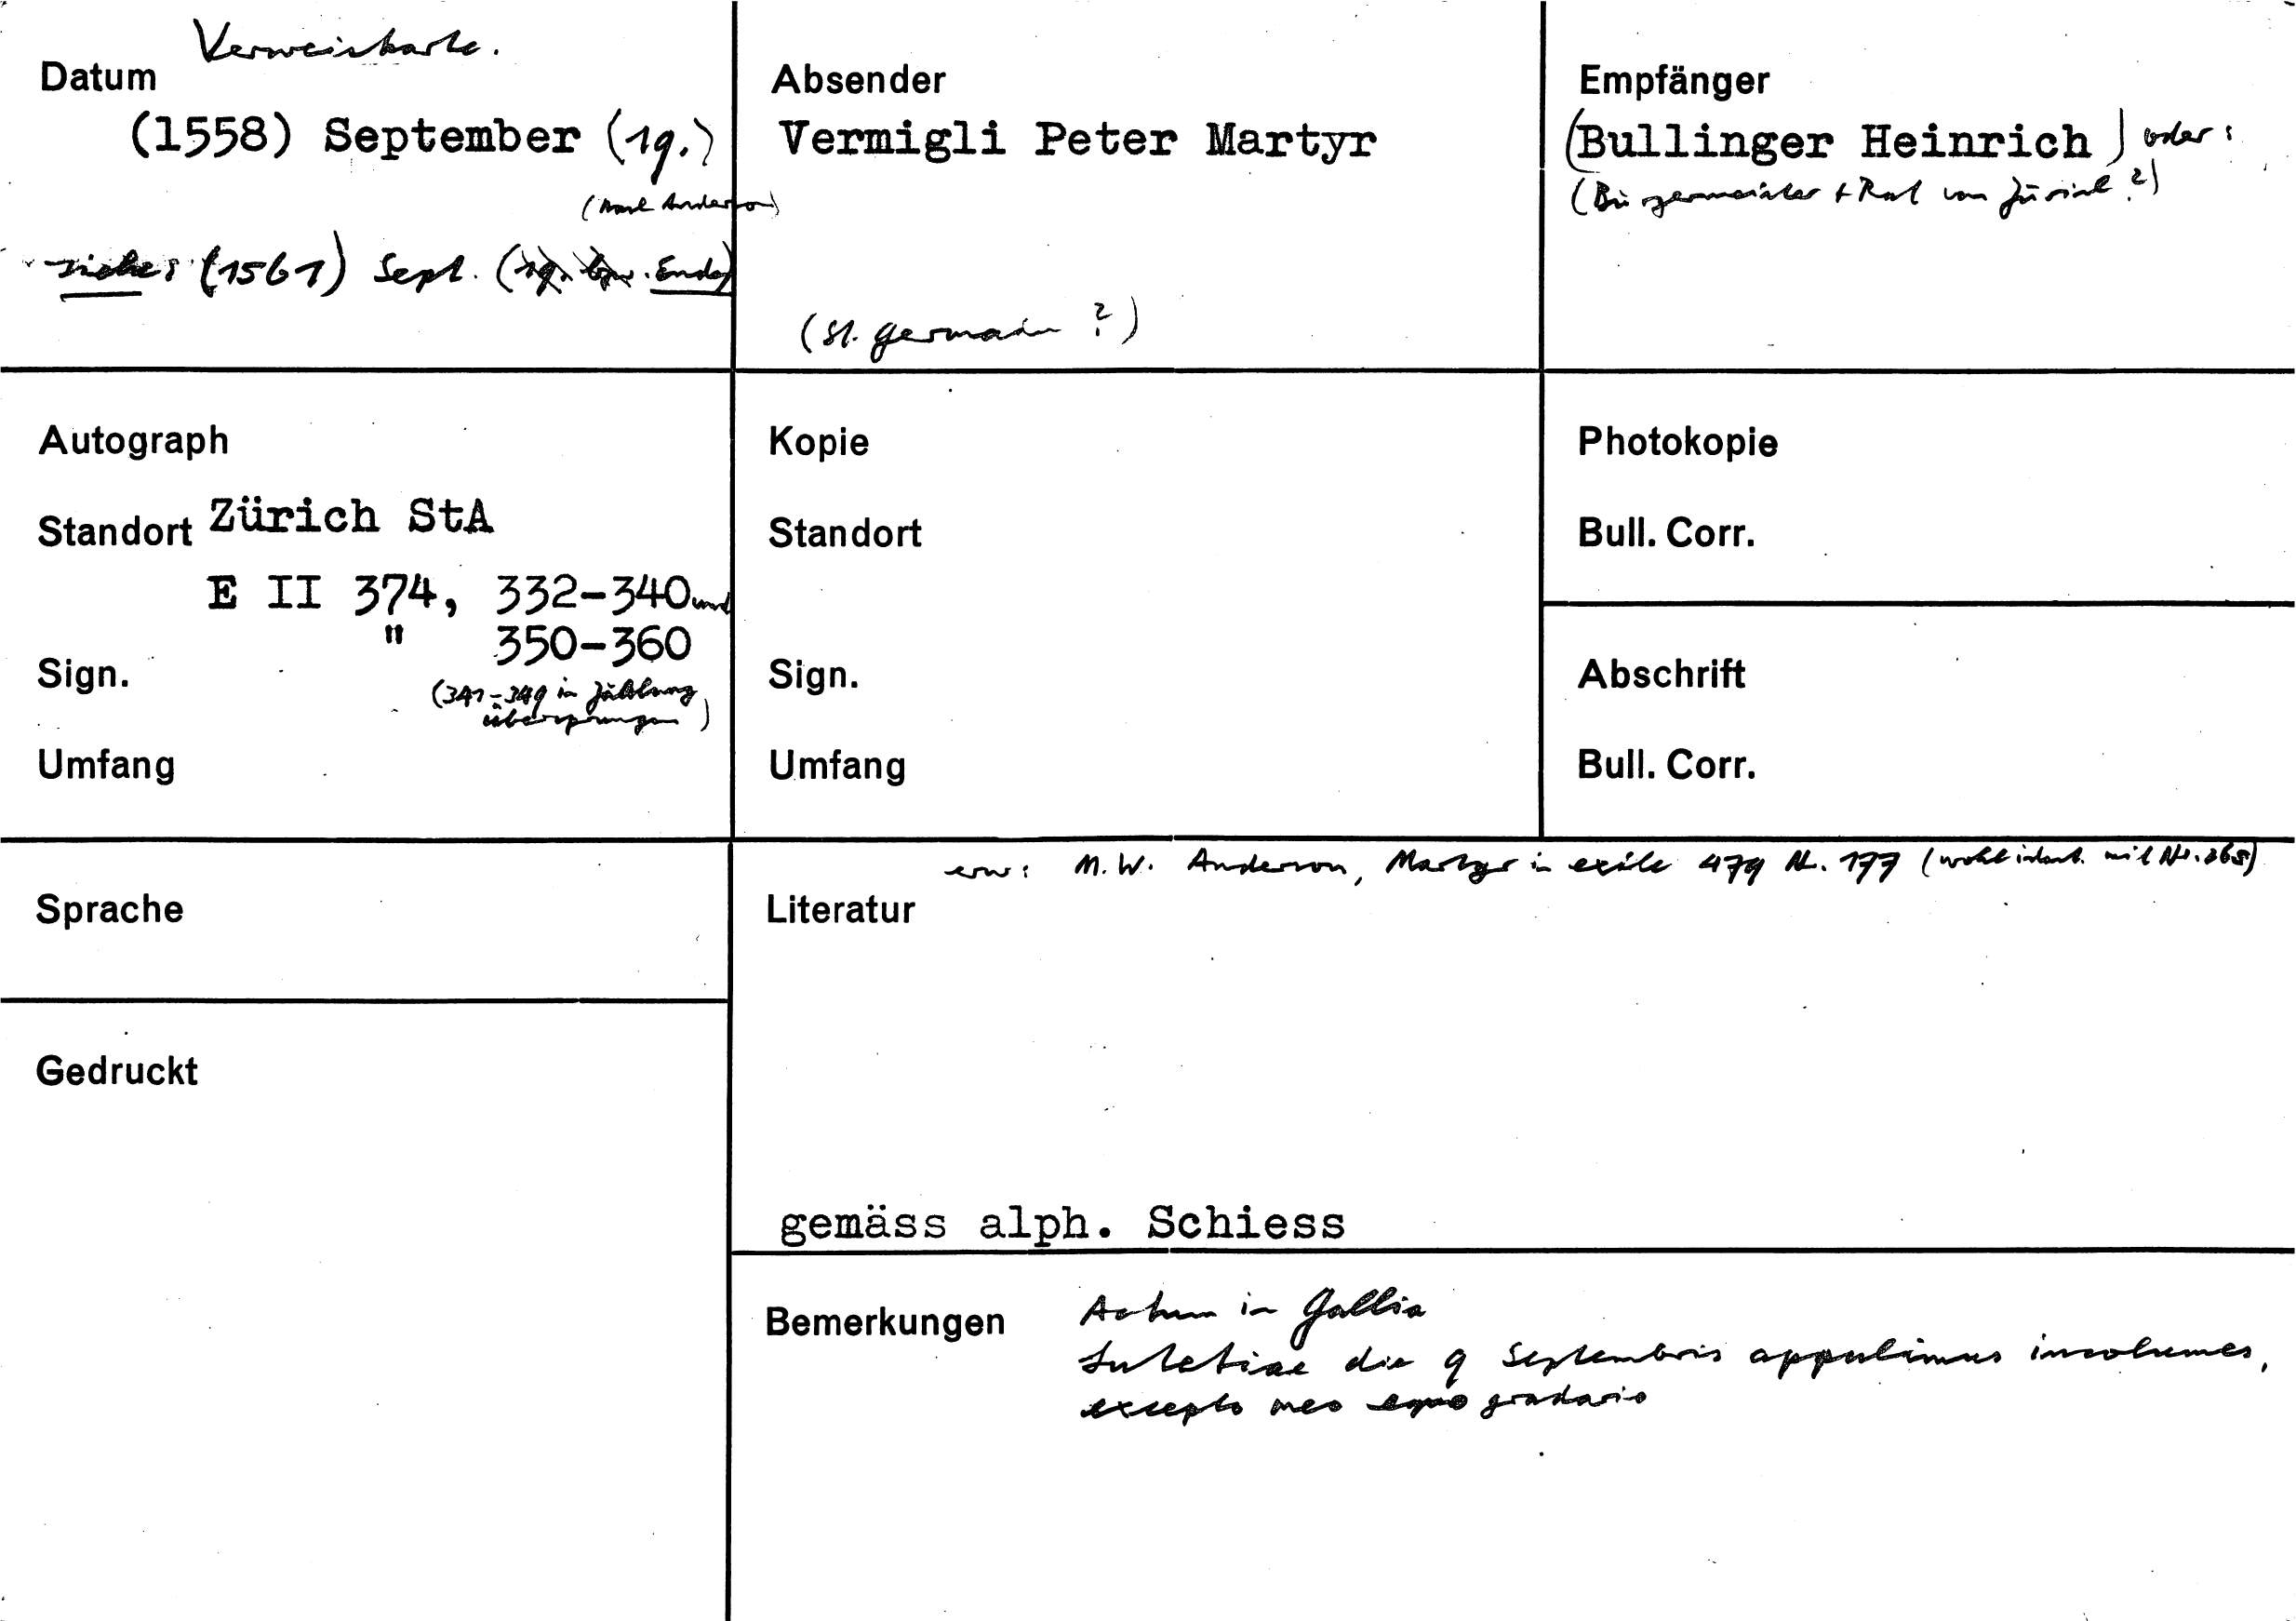 Verweiskarte.
Datum
(1558) September (19.)
(nach Anderson)
siehe: (1561) Sept. (19. bzw. Ende)
Absender
Vermigli Peter Martyr
(St. Germain ?)
Empfänger
(Bullinger Heinrich) oder:
(Bürgermeister + Rat von Zürich ?)
Autograph
Standort Zürich StA
E II 374, 332-340 und
" 350-360
Sign.
(341-349 in Zählung
übersprungen)
Umfang
Kopie
Standort
Sign.
Umfang
Photokopie
Bull. Corr.
Abschrift
Bull. Corr.
Sprache
Gedruckt
erw: M.W. Anderson, Martyr in exile 479 Nr. 177 (wohl ident. mit Nr. 265)
Literatur
gemäss alph. Schiess
Bemerkungen
Actum in Gallia
Lutetiae die 9 Septembris appulimus incolumes,
excepto meo equo gradario